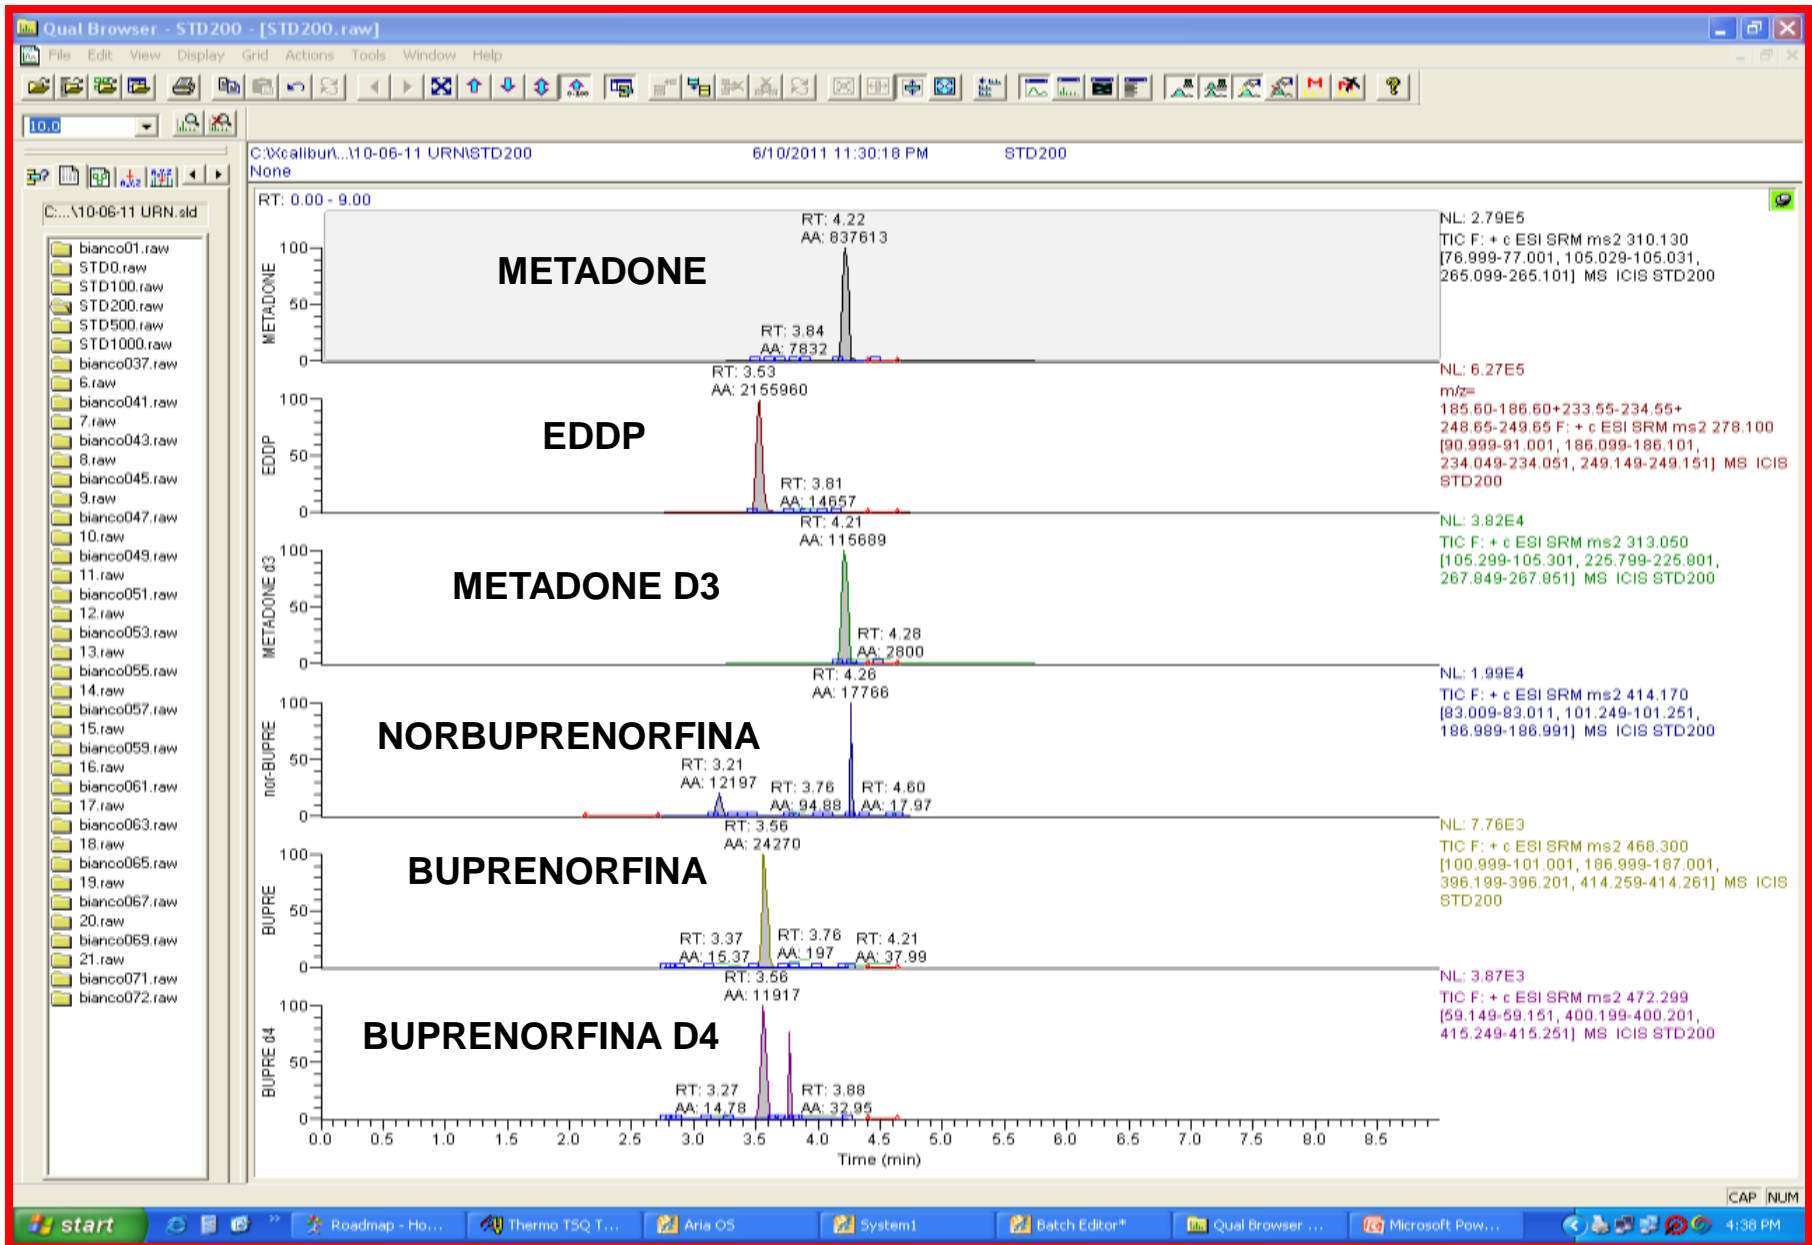 Qual Browser - STD200 - [STD200.raw]
File Edit View Display Grid Actions Tools Window Help
10.0
C:\Xcalibur\...\10-06-11 URN\STD200 6/10/2011 11:30:18 PM STD200
None
C:...\10-06-11 URN.sld
bianco01.raw
STD0.raw
STD100.raw
STD200.raw
STD500.raw
STD1000.raw
bianco037.raw
6.raw
bianco041.raw
7.raw
bianco043.raw
8.raw
bianco045.raw
9.raw
bianco047.raw
10.raw
bianco049.raw
11.raw
bianco051.raw
12.raw
bianco053.raw
13.raw
bianco055.raw
14.raw
bianco057.raw
15.raw
bianco059.raw
16.raw
bianco061.raw
17.raw
bianco063.raw
18.raw
bianco065.raw
19.raw
bianco067.raw
20.raw
bianco069.raw
21.raw
bianco071.raw
bianco072.raw
RT: 0.00 - 9.00
METADONE
100
50
0
METADONE
RT: 4.22
AA: 837613
RT: 3.84
AA: 7832
NL: 2.79E5
TIC F: + c ESI SRM ms2 310.130
[76.999-77.001, 105.029-105.031,
265.099-265.101] MS ICIS STD200
EDDP
100
50
0
EDDP
RT: 3.53
AA: 2155960
RT: 3.81
AA: 14657
NL: 6.27E5
m/z=
185.60-186.60+233.55-234.55+
248.65-249.65 F: + c ESI SRM ms2 278.100
[90.999-91.001, 186.099-186.101,
234.049-234.051, 249.149-249.151] MS ICIS
STD200
METADONE d3
100
50
0
METADONE D3
RT: 4.21
AA: 115689
RT: 4.28
AA: 2800
NL: 3.82E4
TIC F: + c ESI SRM ms2 313.050
[105.299-105.301, 225.799-225.801,
267.849-267.851] MS ICIS STD200
nor-BUPRE
100
50
0
NORBUPRENORFINA
RT: 4.26
AA: 17766
RT: 3.21
AA: 12197
RT: 3.76
AA: 94.88
RT: 4.60
AA: 17.97
NL: 1.99E4
TIC F: + c ESI SRM ms2 414.170
[83.009-83.011, 101.249-101.251,
186.989-186.991] MS ICIS STD200
BUPRE
100
50
0
BUPRENORFINA
RT: 3.56
AA: 24270
RT: 3.37
AA: 15.37
RT: 3.76
AA: 197
RT: 4.21
AA: 37.99
NL: 7.76E3
TIC F: + c ESI SRM ms2 468.300
[100.999-101.001, 186.999-187.001,
396.199-396.201, 414.259-414.261] MS ICIS
STD200
BUPRE d4
100
50
0
BUPRENORFINA D4
RT: 3.56
AA: 11917
RT: 3.27
AA: 14.78
RT: 3.88
AA: 32.95
NL: 3.87E3
TIC F: + c ESI SRM ms2 472.299
[59.149-59.151, 400.199-400.201,
415.249-415.251] MS ICIS STD200
0.0 0.5 1.0 1.5 2.0 2.5 3.0 3.5 4.0 4.5 5.0 5.5 6.0 6.5 7.0 7.5 8.0 8.5
Time (min)
CAP NUM
start Roadmap - Ho... Thermo TSQ T... Aria OS System1 Batch Editor* Qual Browser ... Microsoft Pow... 4:38 PM